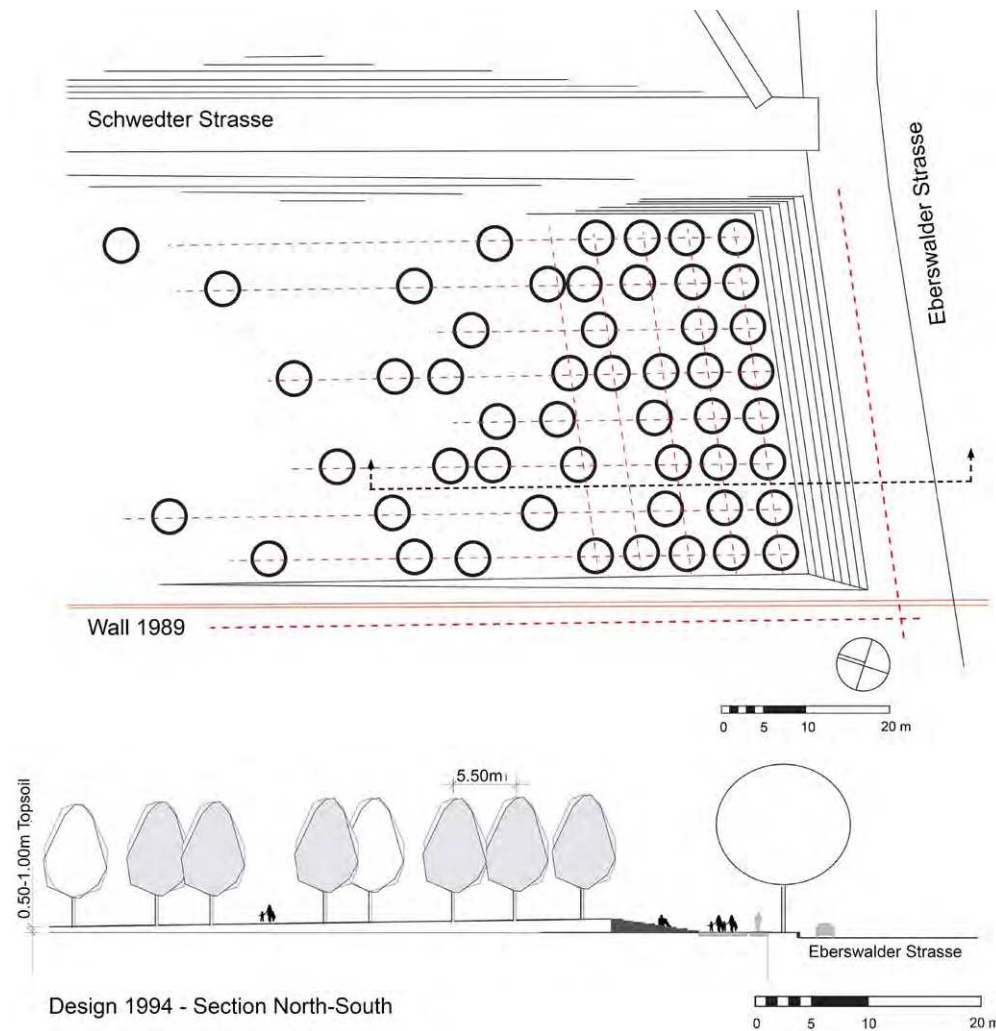 Schwedter Strasse
Eberswalder Strasse
Wall 1989
0 5 10 20 m
5.50m
0.50-1.00m Topsoil
Eberswalder Strasse
Design 1994 - Section North-South
0 5 10 20 m